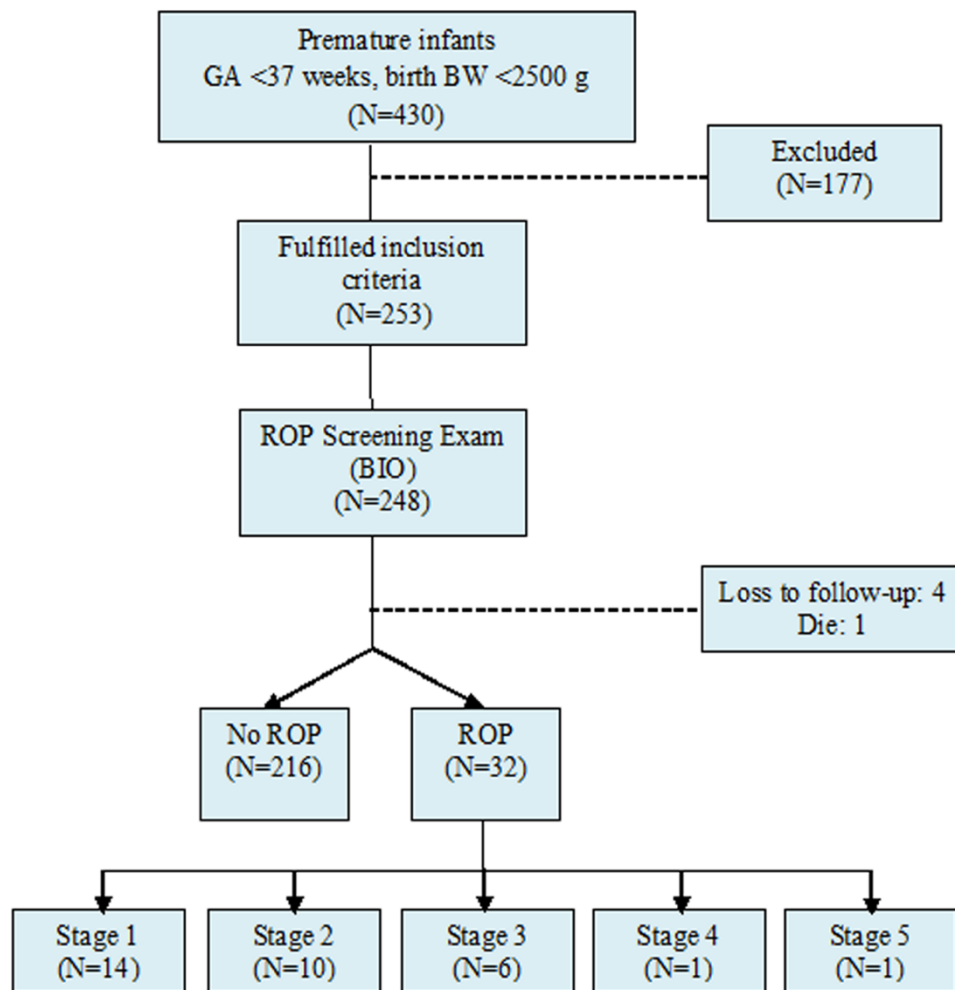 Premature infants
GA <37 weeks, birth BW <2500 g
(N=430)
Excluded
(N=177)
Fulfilled inclusion
criteria
(N=253)
ROP Screening Exam
(BIO)
(N=248)
Loss to follow-up: 4
Die: 1
No ROP
(N=216)
ROP
(N=32)
Stage 1
(N=14)
Stage 2
(N=10)
Stage 3
(N=6)
Stage 4
(N=1)
Stage 5
(N=1)